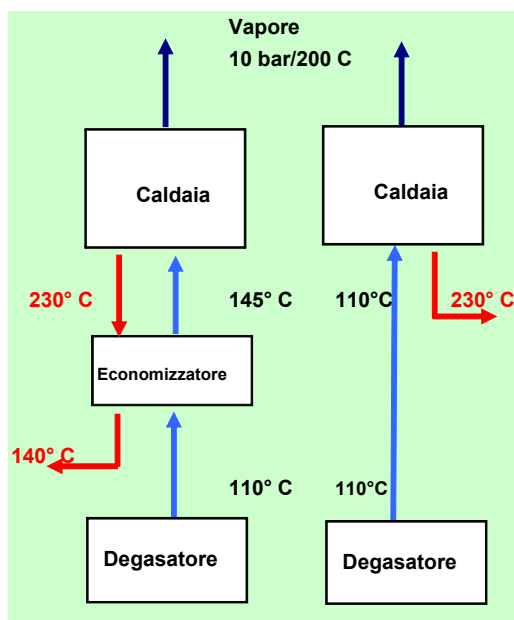 Vapore
10 bar/200 C
Caldaia
Caldaia
230° C
145° C
110°C
230° C
Economizzatore
140° C
110° C
110°C
Degasatore
Degasatore